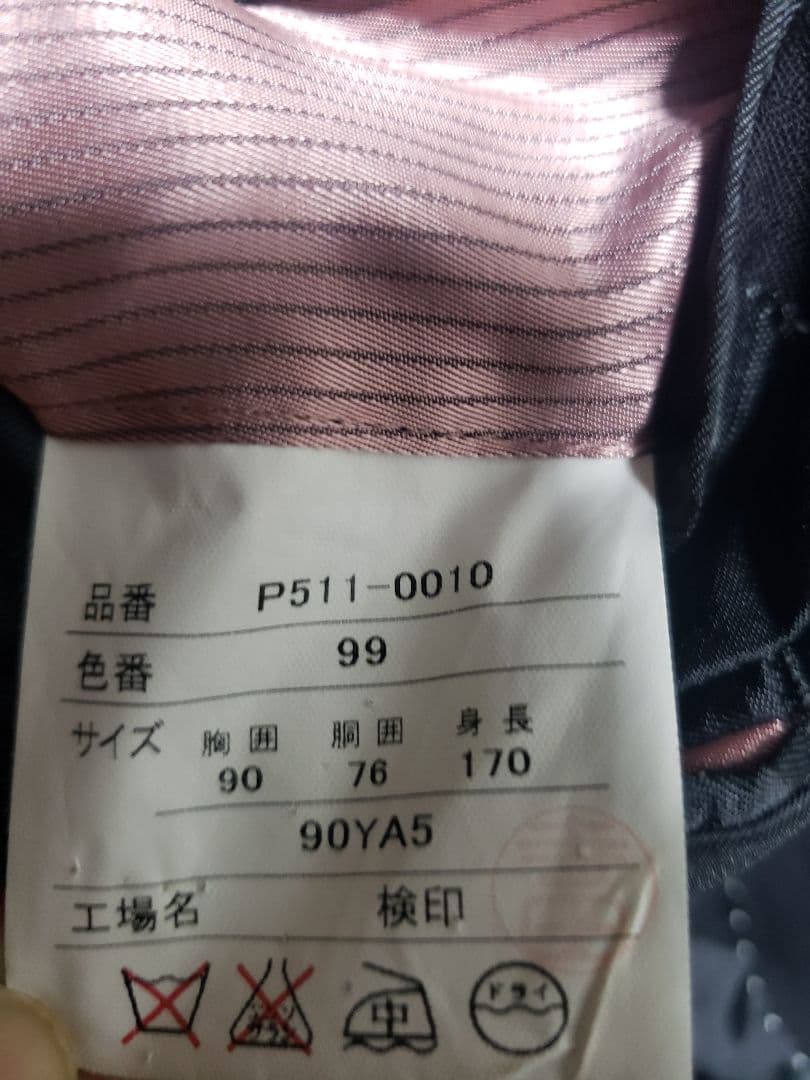 品番 P511-0010
色番 99
サイズ 胸囲 胴囲 身長
90 76 170
90YA5
工場名 検印
中 ドライ